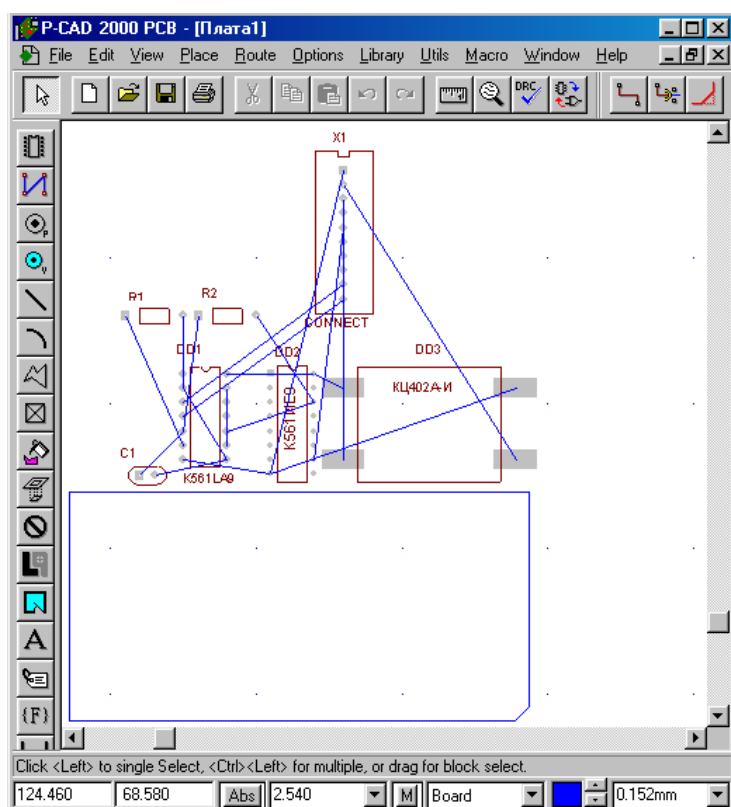 P-CAD 2000 PCB - [Плата1]
File Edit View Place Route Options Library Utils Macro Window Help
DRC
X1
R1 R2
CONNECT
DD1 DD2 DD3
КЦ402А-И
K561ME9
C1
K561LA9
P
V
A
{F}
Click <Left> to single Select, <Ctrl><Left> for multiple, or drag for block select.
124.460 68.580 Abs 2.540 M Board 0.152mm